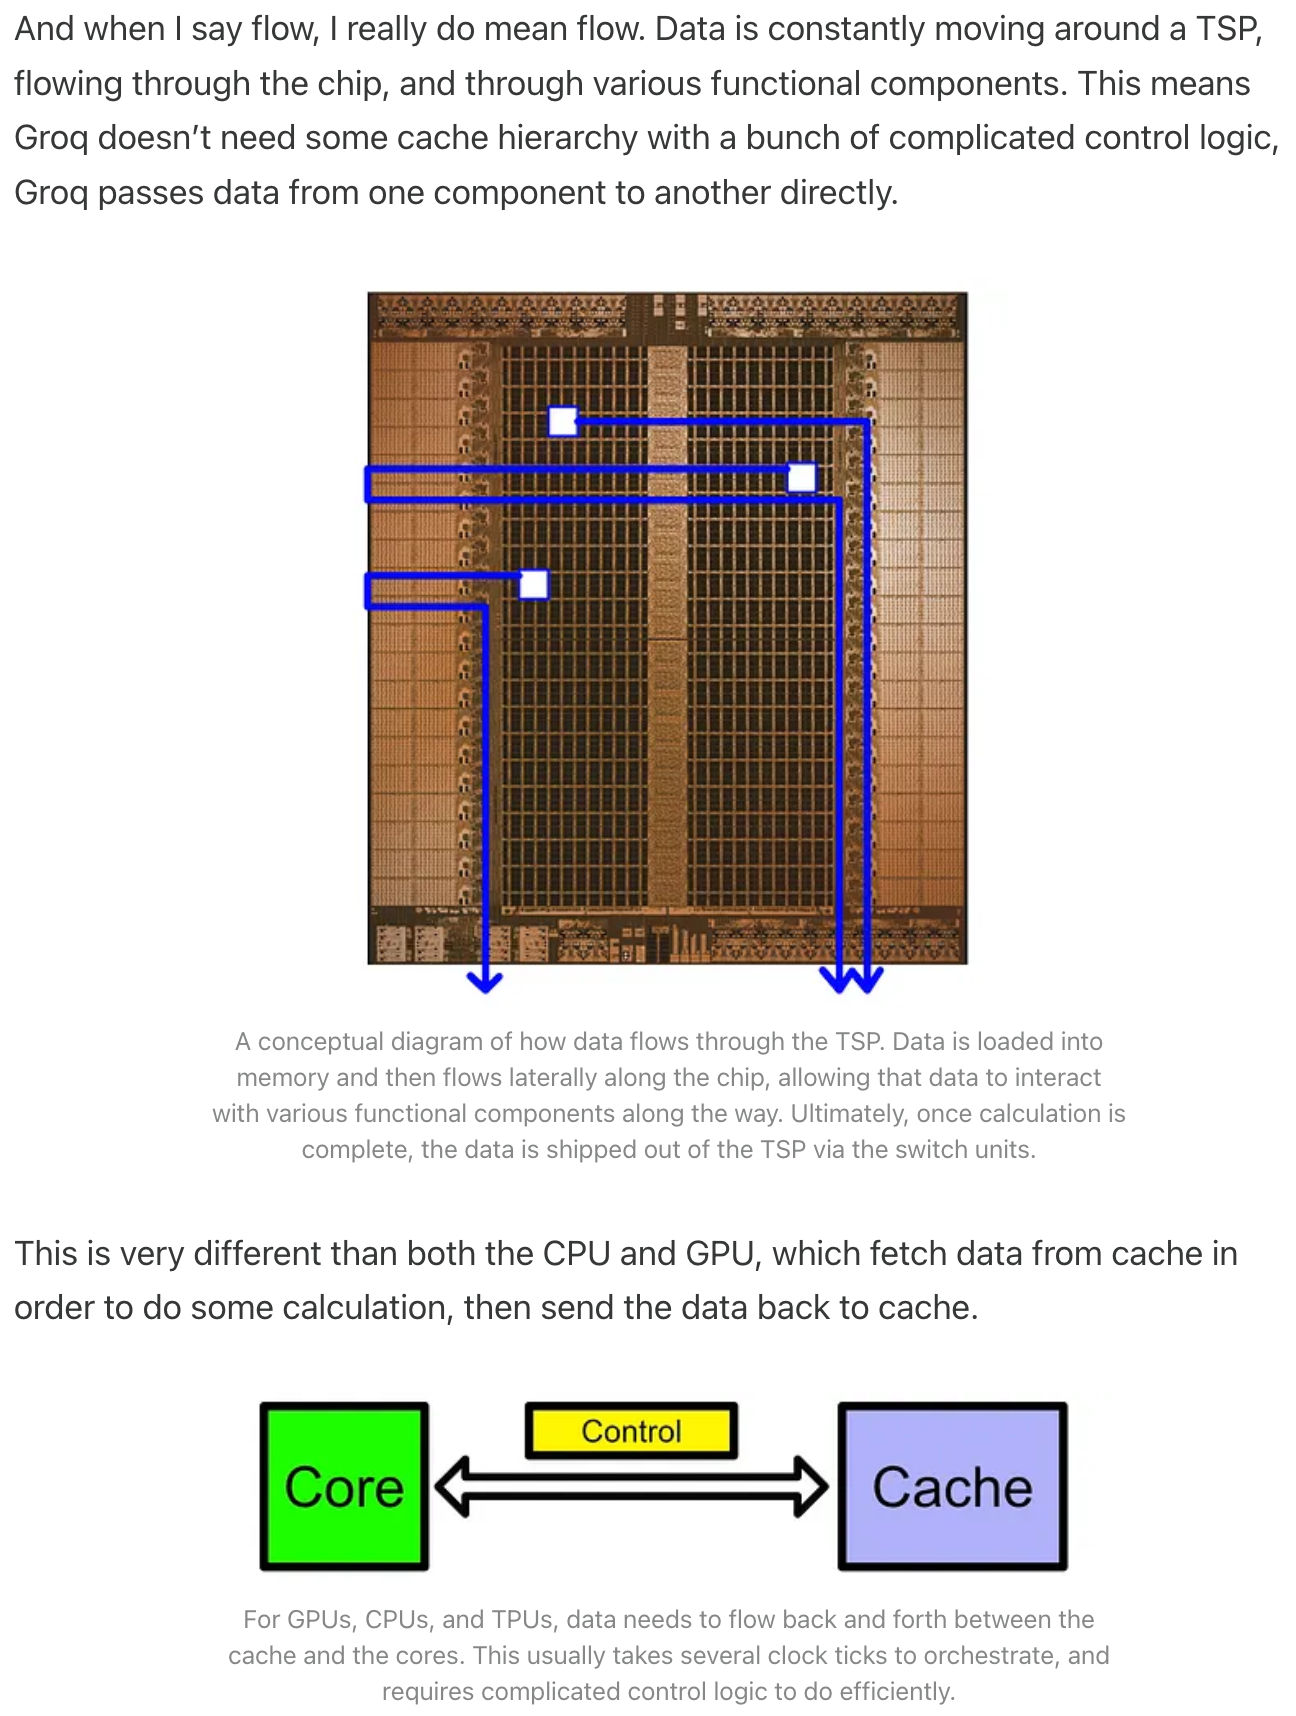 And when I say flow, I really do mean flow. Data is constantly moving around a TSP,
flowing through the chip, and through various functional components. This means
Groq doesn’t need some cache hierarchy with a bunch of complicated control logic,
Groq passes data from one component to another directly.
A conceptual diagram of how data flows through the TSP. Data is loaded into
memory and then flows laterally along the chip, allowing that data to interact
with various functional components along the way. Ultimately, once calculation is
complete, the data is shipped out of the TSP via the switch units.
This is very different than both the CPU and GPU, which fetch data from cache in
order to do some calculation, then send the data back to cache.
Control
Core
Cache
For GPUs, CPUs, and TPUs, data needs to flow back and forth between the
cache and the cores. This usually takes several clock ticks to orchestrate, and
requires complicated control logic to do efficiently.